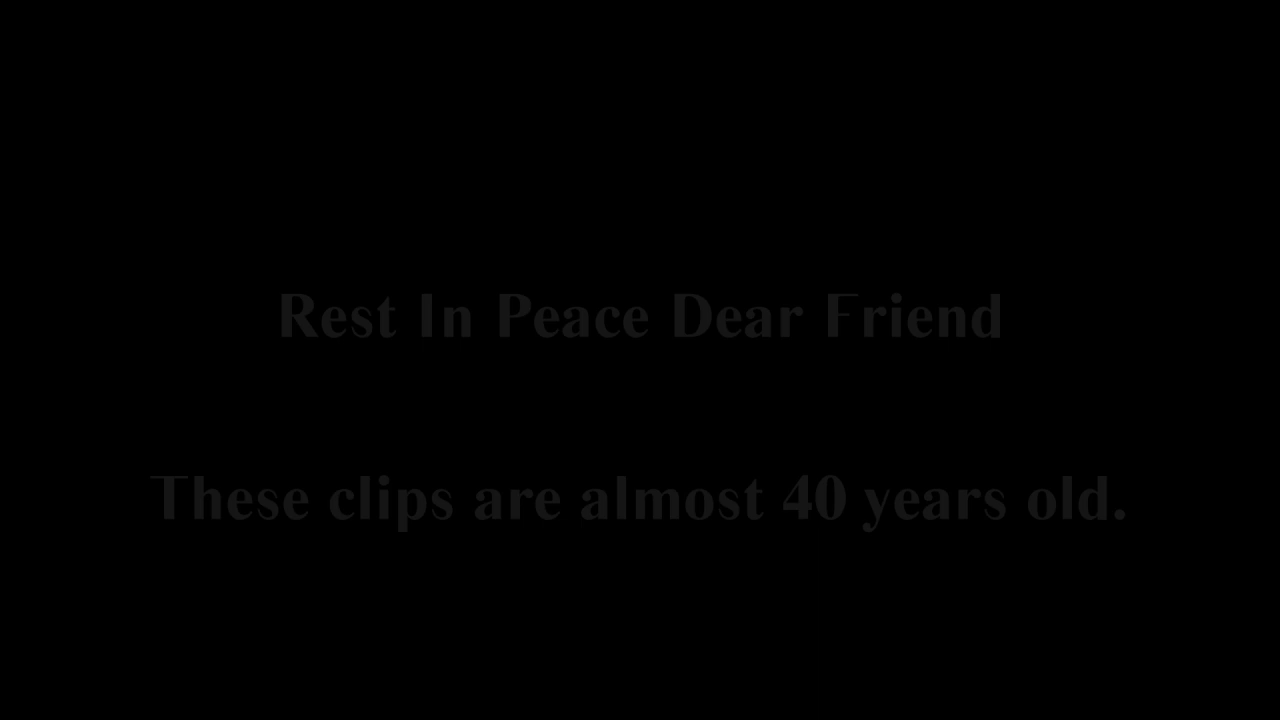 Rest In Peace Dear Friend
These clips are almost 40 years old.